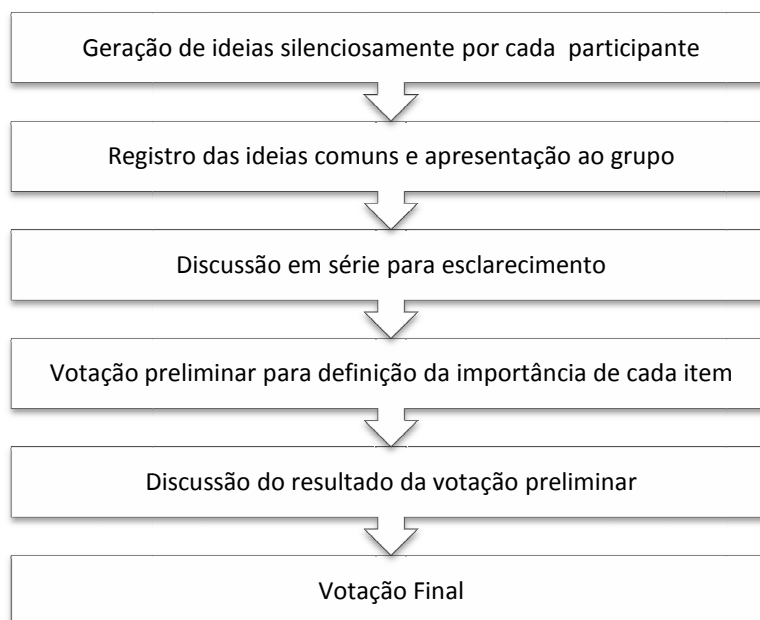 Geração de ideias silenciosamente por cada participante
Registro das ideias comuns e apresentação ao grupo
Discussão em série para esclarecimento
Votação preliminar para definição da importância de cada item
Discussão do resultado da votação preliminar
Votação Final